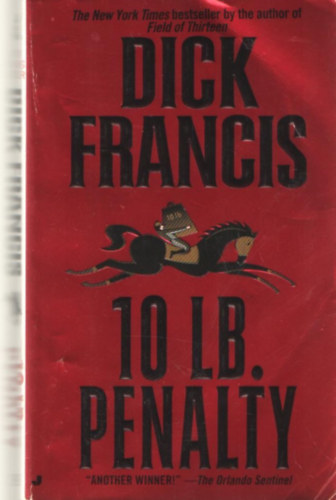 The New York Times bestseller by the author of
Field of Thirteen
DICK
FRANCIS
10 LB.
PENALTY
"ANOTHER WINNER!" —The Orlando Sentinel
J